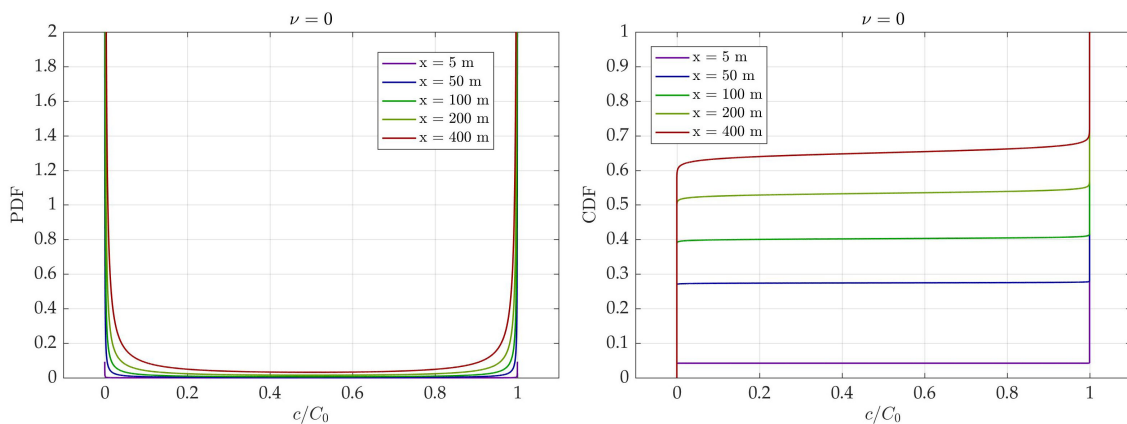 ν = 0
PDF
2
1.8
1.6
1.4
1.2
1
0.8
0.6
0.4
0.2
0
x = 5 m
x = 50 m
x = 100 m
x = 200 m
x = 400 m
0 0.2 0.4 0.6 0.8 1
c/C₀
ν = 0
CDF
1
0.9
0.8
0.7
0.6
0.5
0.4
0.3
0.2
0.1
0
x = 5 m
x = 50 m
x = 100 m
x = 200 m
x = 400 m
0 0.2 0.4 0.6 0.8 1
c/C₀